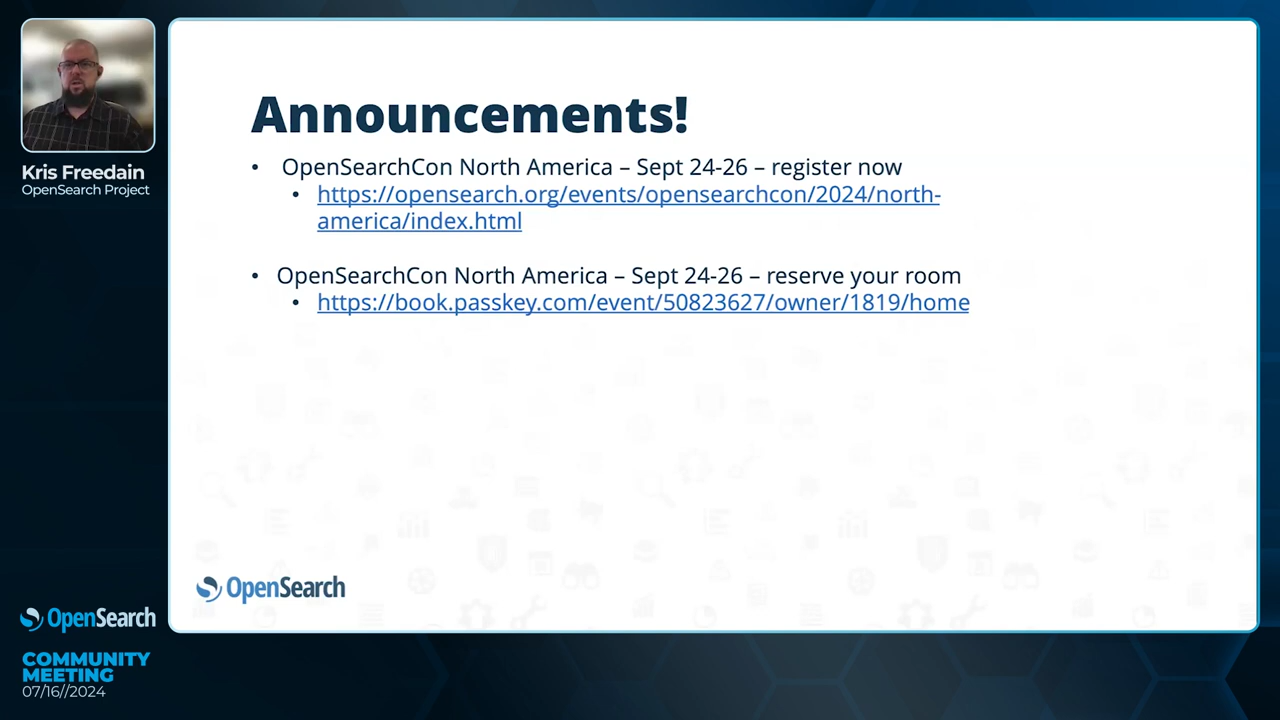 Kris Freedain
OpenSearch Project
Announcements!
• OpenSearchCon North America – Sept 24-26 – register now
• https://opensearch.org/events/opensearchcon/2024/north-
america/index.html
• OpenSearchCon North America – Sept 24-26 – reserve your room
• https://book.passkey.com/event/50823627/owner/1819/home
OpenSearch
OpenSearch
COMMUNITY
MEETING
07/16//2024